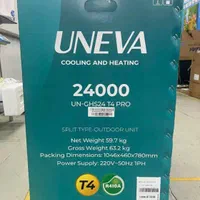 UNEVA
COOLING AND HEATING
24000
UN-GHS24 T4 PRO
SPLIT TYPE OUTDOOR UNIT
Net Weight 59.7 kg
Gross Weight 63.2 kg
Packing Dimensions: 1046x460x780mm
Power Supply: 220V~50Hz 1PH
T4
R410A